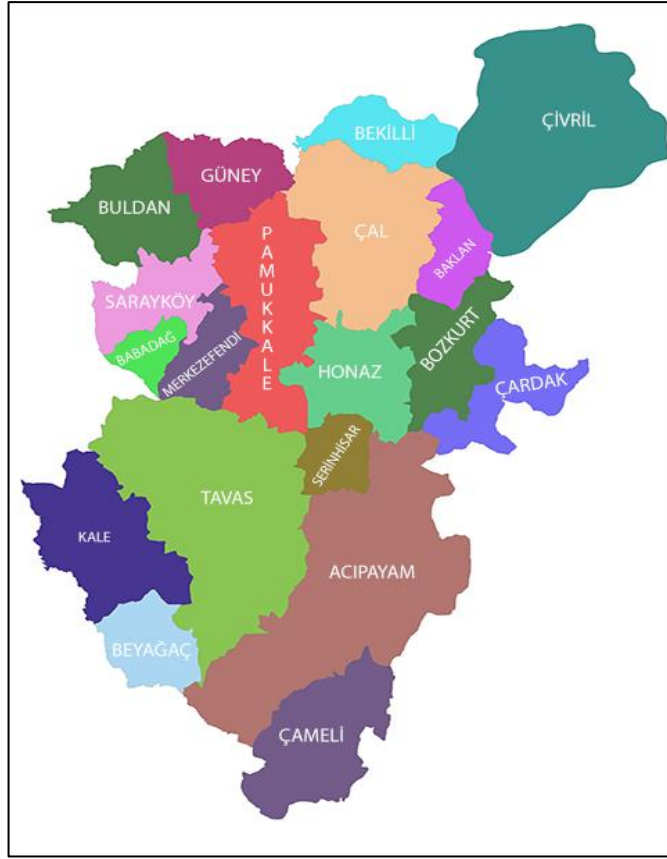 BEKİLLİ
ÇİVRİL
GÜNEY
BULDAN
PAMUKKALE
ÇAL
BAKLAN
SARAYKÖY
BABADAĞ
MERKEZEFENDİ
HONAZ
BOZKURT
ÇARDAK
SERİNHİSAR
TAVAS
KALE
ACIPAYAM
BEYAĞAÇ
ÇAMELİ